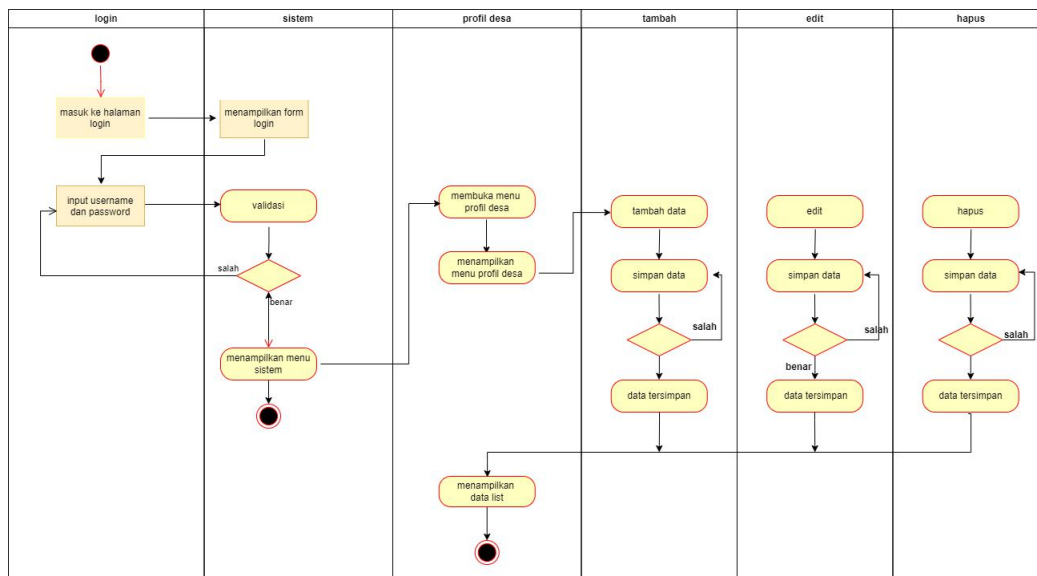 login
sistem
profil desa
tambah
edit
hapus
masuk ke halaman
login
menampilkan form
login
input username
dan password
validasi
membuka menu
profil desa
tambah data
edit
hapus
menampilkan
menu profil desa
simpan data
simpan data
simpan data
salah
benar
salah
salah
salah
menampilkan menu
sistem
benar
data tersimpan
data tersimpan
data tersimpan
menampilkan
data list